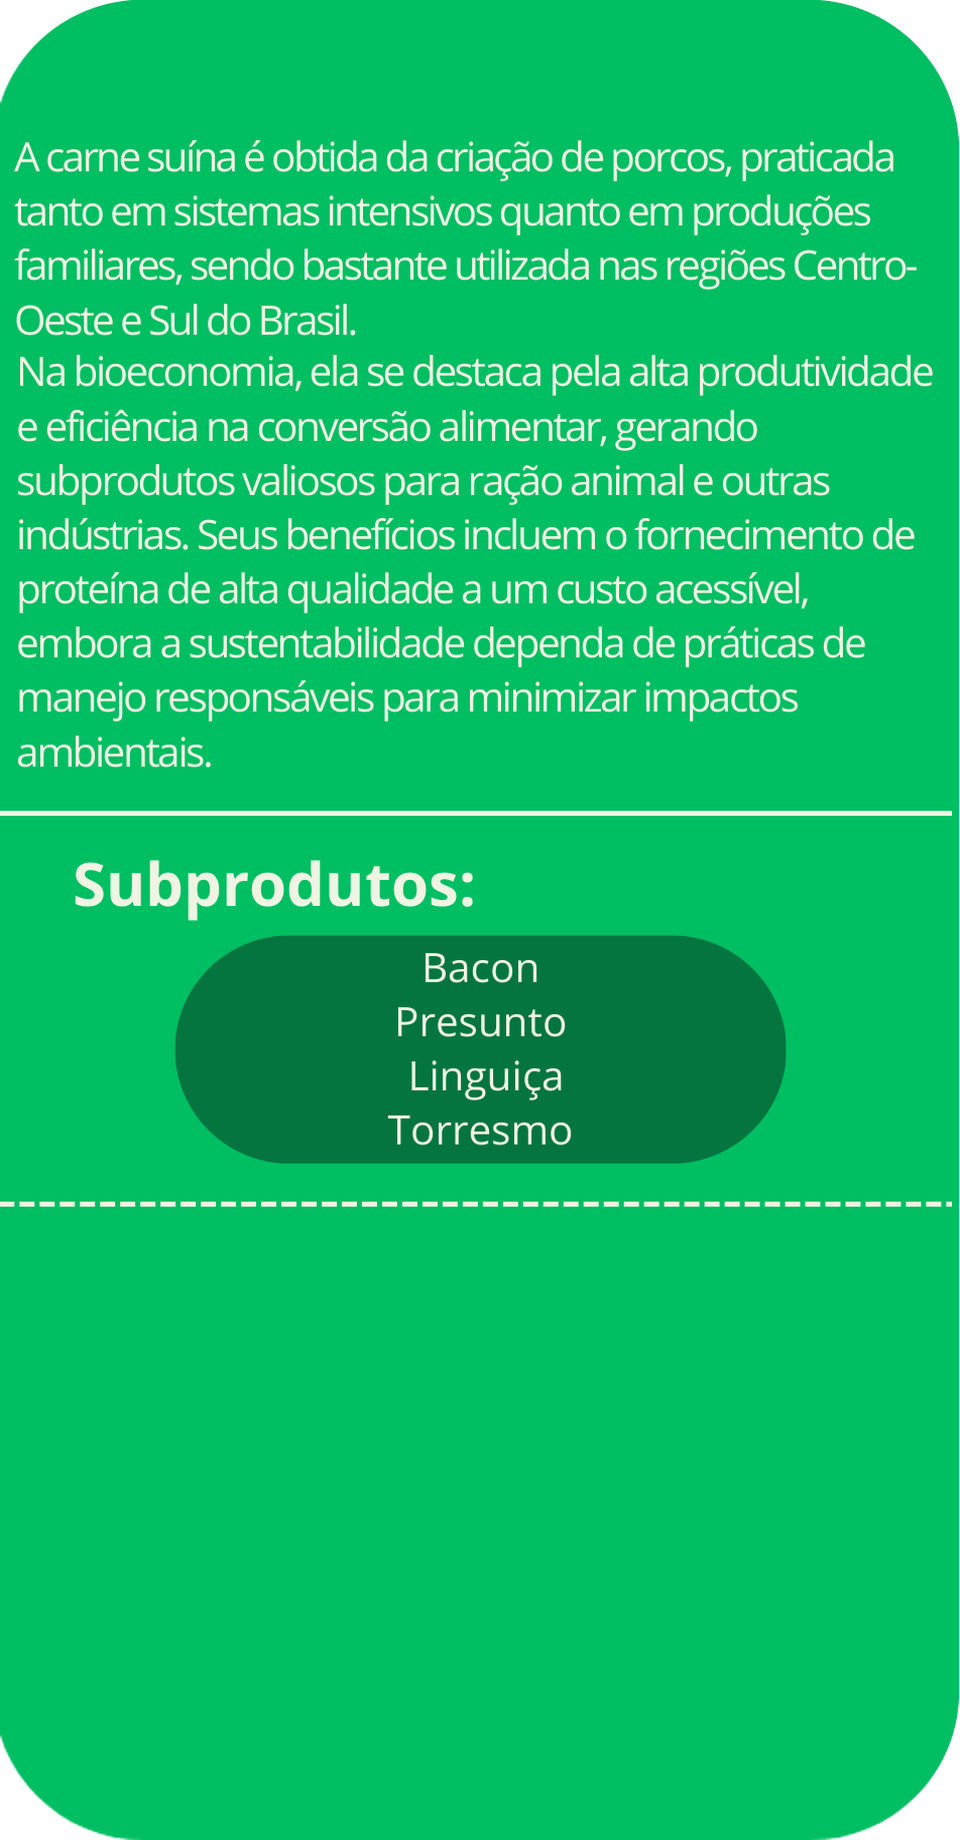 A carne suína é obtida da criação de porcos, praticada
tanto em sistemas intensivos quanto em produções
familiares, sendo bastante utilizada nas regiões Centro-
Oeste e Sul do Brasil.
Na bioeconomia, ela se destaca pela alta produtividade
e eficiência na conversão alimentar, gerando
subprodutos valiosos para ração animal e outras
indústrias. Seus benefícios incluem o fornecimento de
proteína de alta qualidade a um custo acessível,
embora a sustentabilidade dependa de práticas de
manejo responsáveis para minimizar impactos
ambientais.
Subprodutos:
Bacon
Presunto
Linguiça
Torresmo